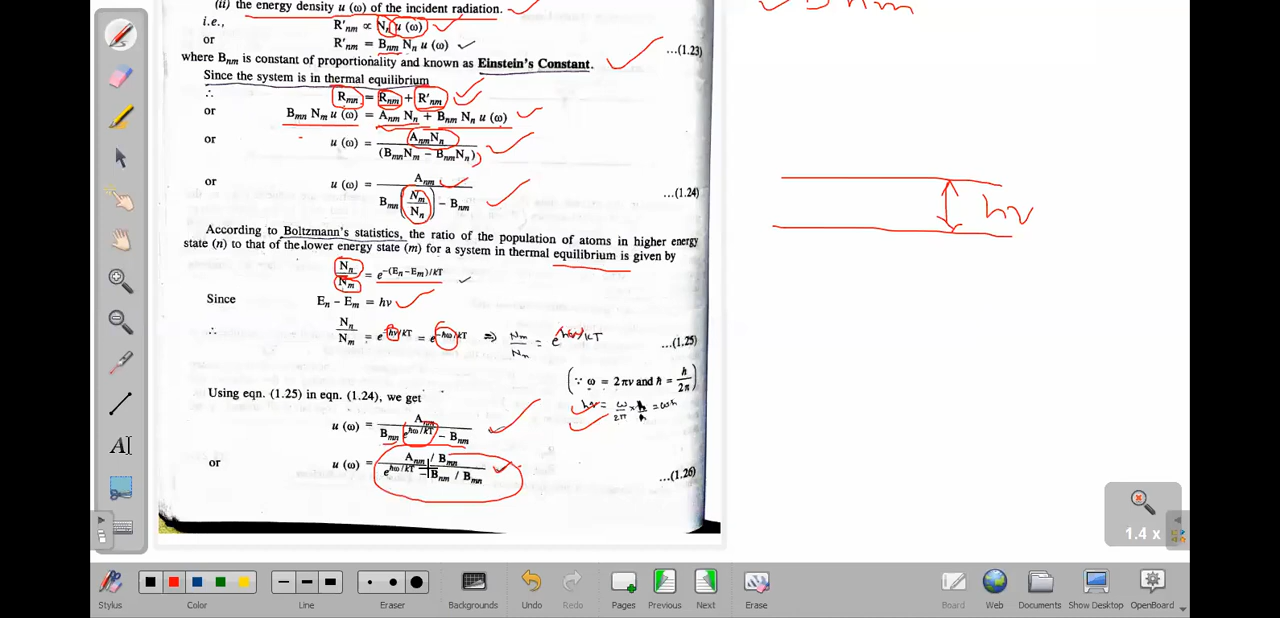 (ii) the energy density u (ω) of the incident radiation.
i.e., R'nm ∝ Nn u (ω)
or R'nm = Bnm Nn u (ω) ...(1.23)
where Bnm is constant of proportionality and known as Einstein's Constant.
Since the system is in thermal equilibrium
∴ Rmn = Rnm + R'nm
or Bmn Nm u (ω) = Anm Nn + Bnm Nn u (ω)
or u (ω) = Anm Nn / (Bmn Nm – Bnm Nn)
or u (ω) = Anm / Bmn (Nm / Nn) – Bnm ...(1.24)
hν
According to Boltzmann's statistics, the ratio of the population of atoms in higher energy
state (n) to that of the lower energy state (m) for a system in thermal equilibrium is given by
Nn / Nm = e–(En–Em)/kT
Since En – Em = hν
∴ Nn / Nm = e–hν/kT = e–ħω/kT ⇒ Nm / Nn = eħω/kT ...(1.25)
(∵ ω = 2πν and ħ = h / 2π)
Using eqn. (1.25) in eqn. (1.24), we get
hν = ω / 2π × h = ωħ
u (ω) = Anm / Bmn eħω/kT – Bnm
or u (ω) = Anm / Bmn / eħω/kT – Bnm / Bmn ...(1.26)
1.4 x
Stylus Color Line Eraser Backgrounds Undo Redo Pages Previous Next Erase Board Web Documents Show Desktop OpenBoard